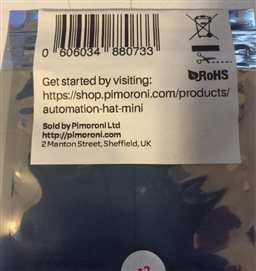 0 606034 880733
RoHS
Get started by visiting:
https://shop.pimoroni.com/products/
automation-hat-mini
Sold by Pimoroni Ltd
http://pimoroni.com
2 Manton Street, Sheffield, UK